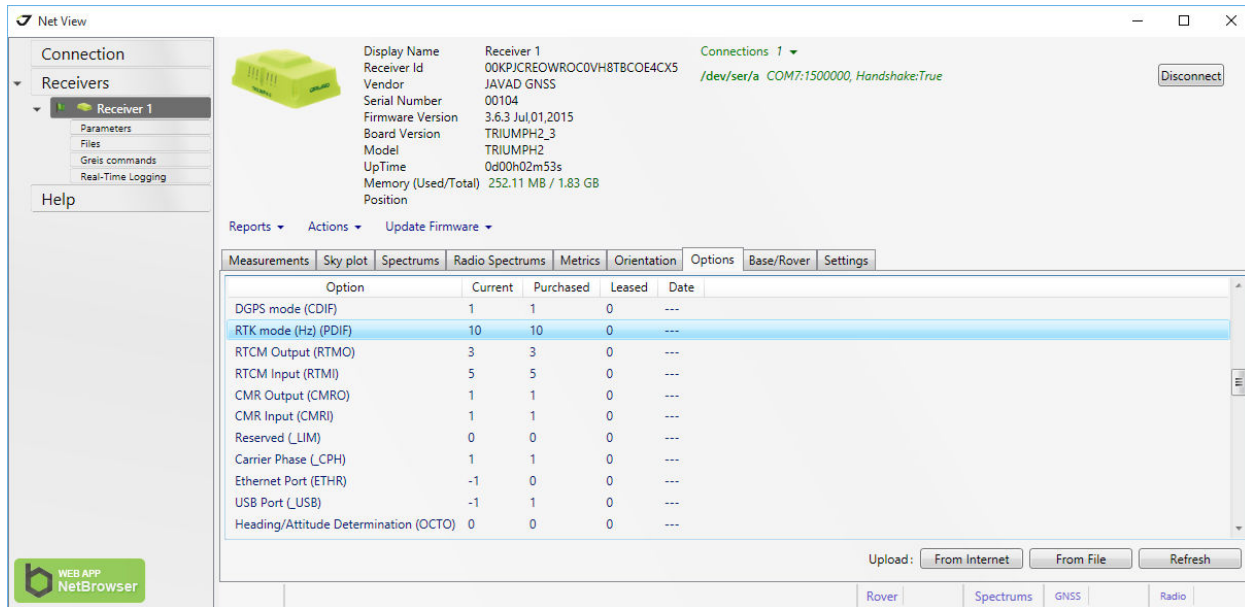 Net View
Connection
Receivers
Receiver 1
Parameters
Files
Greis commands
Real-Time Logging
Help
WEB APP
NetBrowser
Display Name Receiver 1
Receiver Id 00KPJCREOWROC0VH8TBCOE4CX5
Vendor JAVAD GNSS
Serial Number 00104
Firmware Version 3.6.3 Jul,01,2015
Board Version TRIUMPH2_3
Model TRIUMPH2
UpTime 0d00h02m53s
Memory (Used/Total) 252.11 MB / 1.83 GB
Position
Connections 1
/dev/ser/a COM7:1500000, Handshake:True
Disconnect
Reports Actions Update Firmware
Measurements Sky plot Spectrums Radio Spectrums Metrics Orientation Options Base/Rover Settings
Option Current Purchased Leased Date
DGPS mode (CDIF) 1 1 0 ---
RTK mode (Hz) (PDIF) 10 10 0 ---
RTCM Output (RTMO) 3 3 0 ---
RTCM Input (RTMI) 5 5 0 ---
CMR Output (CMRO) 1 1 0 ---
CMR Input (CMRI) 1 1 0 ---
Reserved (_LIM) 0 0 0 ---
Carrier Phase (_CPH) 1 1 0 ---
Ethernet Port (ETHR) -1 0 0 ---
USB Port (_USB) -1 1 0 ---
Heading/Attitude Determination (OCTO) 0 0 0 ---
Upload: From Internet From File Refresh
Rover Spectrums GNSS Radio